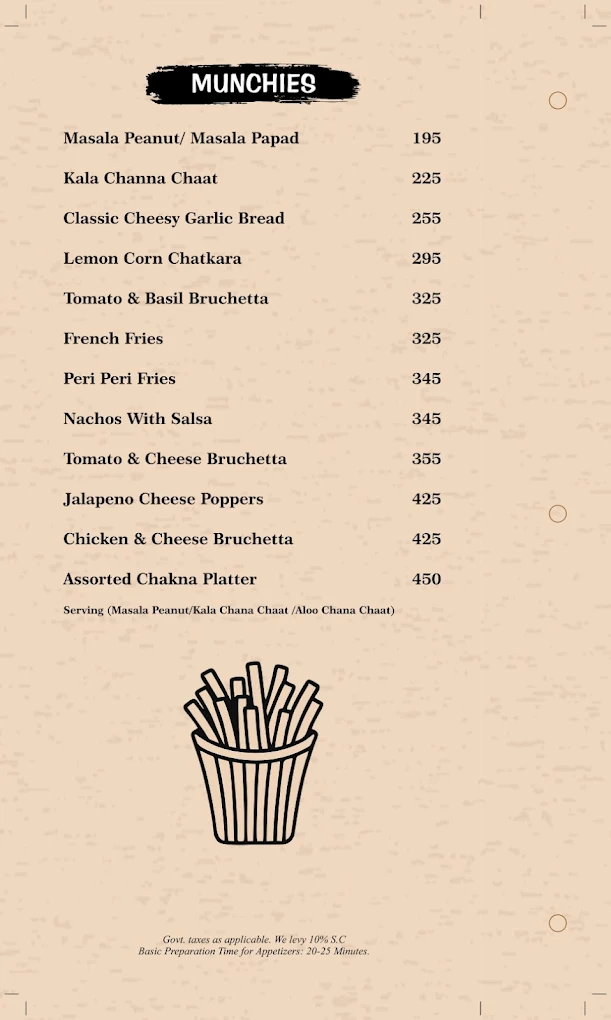 MUNCHIES
Masala Peanut/ Masala Papad 195
Kala Channa Chaat 225
Classic Cheesy Garlic Bread 255
Lemon Corn Chatkara 295
Tomato & Basil Bruchetta 325
French Fries 325
Peri Peri Fries 345
Nachos With Salsa 345
Tomato & Cheese Bruchetta 355
Jalapeno Cheese Poppers 425
Chicken & Cheese Bruchetta 425
Assorted Chakna Platter 450
Serving (Masala Peanut/Kala Chana Chaat /Aloo Chana Chaat)
Govt. taxes as applicable. We levy 10% S.C
Basic Preparation Time for Appetizers: 20-25 Minutes.